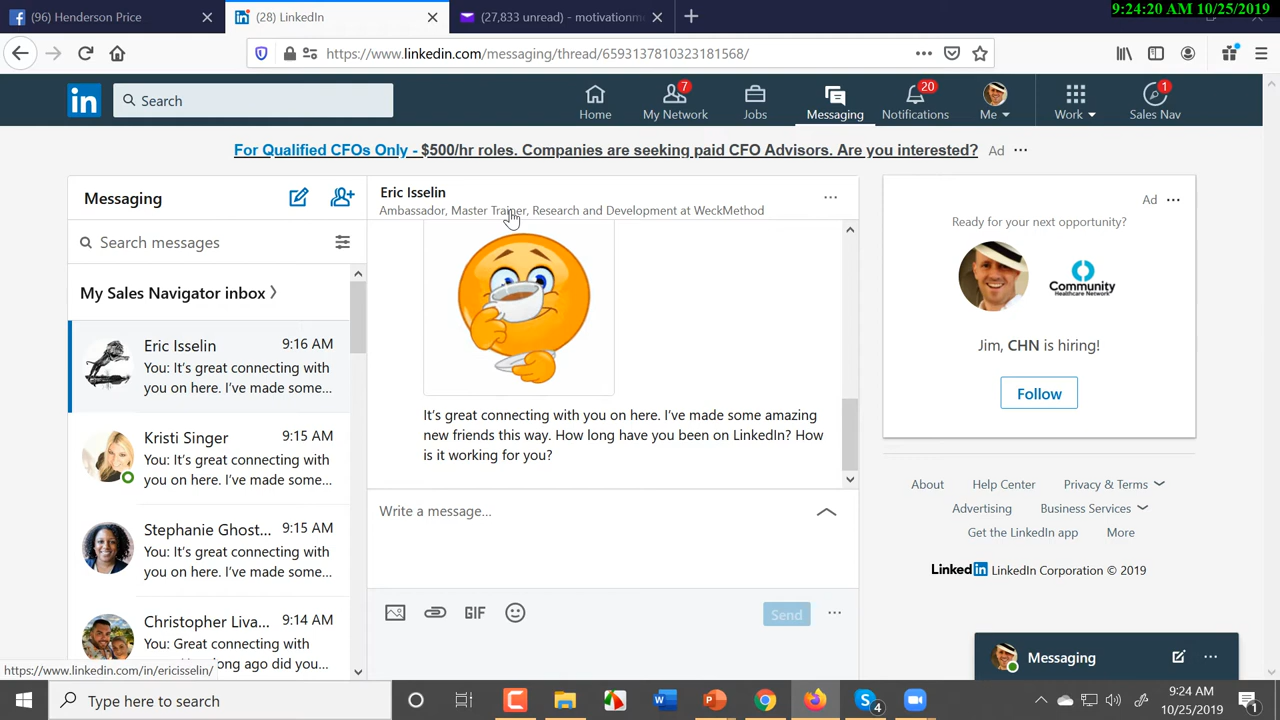 9:24:20 AM 10/25/2019
(96) Henderson Price
(28) LinkedIn
(27,833 unread) - motivationm
https://www.linkedin.com/messaging/thread/6593137810323181568/
in
Search
Home
7
My Network
Jobs
Messaging
20
Notifications
Me
Work
1
Sales Nav
For Qualified CFOs Only - $500/hr roles. Companies are seeking paid CFO Advisors. Are you interested? Ad
Messaging
Search messages
My Sales Navigator inbox
Eric Isselin 9:16 AM
You: It's great connecting with you on here. I've made some...
Kristi Singer 9:15 AM
You: It's great connecting with you on here. I've made some...
Stephanie Ghost... 9:15 AM
You: It's great connecting with you on here. I've made some...
Christopher Liva... 9:14 AM
You: Great connecting with
Eric Isselin
Ambassador, Master Trainer, Research and Development at WeckMethod
It's great connecting with you on here. I've made some amazing
new friends this way. How long have you been on LinkedIn? How
is it working for you?
Write a message...
GIF
Send
Ad
Ready for your next opportunity?
Community
Healthcare Network
Jim, CHN is hiring!
Follow
About Help Center Privacy & Terms
Advertising Business Services
Get the LinkedIn app More
LinkedIn LinkedIn Corporation © 2019
Messaging
https://www.linkedin.com/in/ericisselin/
Type here to search
4
9:24 AM
10/25/2019
1